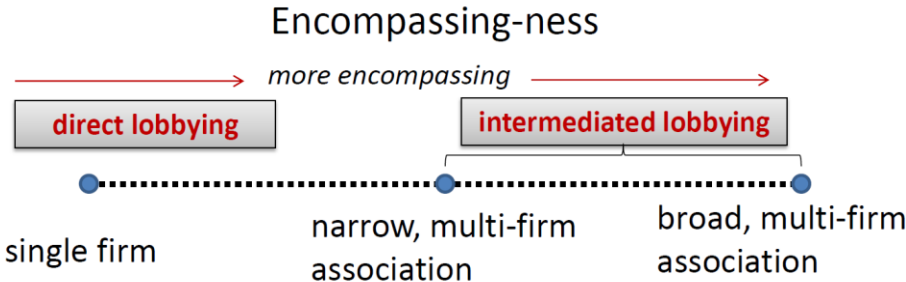 Encompassing-ness
more encompassing
direct lobbying
intermediated lobbying
single firm
narrow, multi-firm
association
broad, multi-firm
association